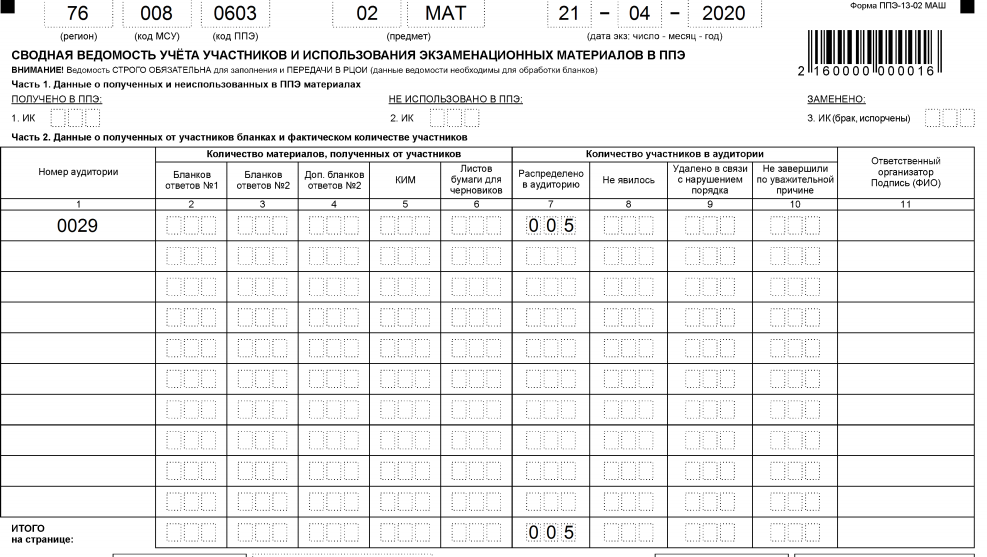 Форма ППЭ-13-02 МАШ
76 008 0603 02 МАТ 21 – 04 – 2020
(регион) (код МСУ) (код ППЭ) (предмет) (дата экз: число - месяц - год)
СВОДНАЯ ВЕДОМОСТЬ УЧЁТА УЧАСТНИКОВ И ИСПОЛЬЗОВАНИЯ ЭКЗАМЕНАЦИОННЫХ МАТЕРИАЛОВ В ППЭ
ВНИМАНИЕ! Ведомость СТРОГО ОБЯЗАТЕЛЬНА для заполнения и ПЕРЕДАЧИ В РЦОИ (данные ведомости необходимы для обработки бланков)
2 160000 000016
Часть 1. Данные о полученных и неиспользованных в ППЭ материалах
ПОЛУЧЕНО В ППЭ: НЕ ИСПОЛЬЗОВАНО В ППЭ: ЗАМЕНЕНО:
1. ИК 2. ИК 3. ИК (брак, испорчены)
Часть 2. Данные о полученных от участников бланках и фактическом количестве участников
Номер аудитории
Количество материалов, полученных от участников
Бланков
ответов №1
Бланков
ответов №2
Доп. бланков
ответов №2
КИМ
Листов
бумаги для
черновиков
Количество участников в аудитории
Распределено
в аудиторию
Не явилось
Удалено в связи
с нарушением
порядка
Не завершили
по уважительной
причине
Ответственный
организатор
Подпись (ФИО)
1 2 3 4 5 6 7 8 9 10 11
0029 005
ИТОГО
на странице: 005